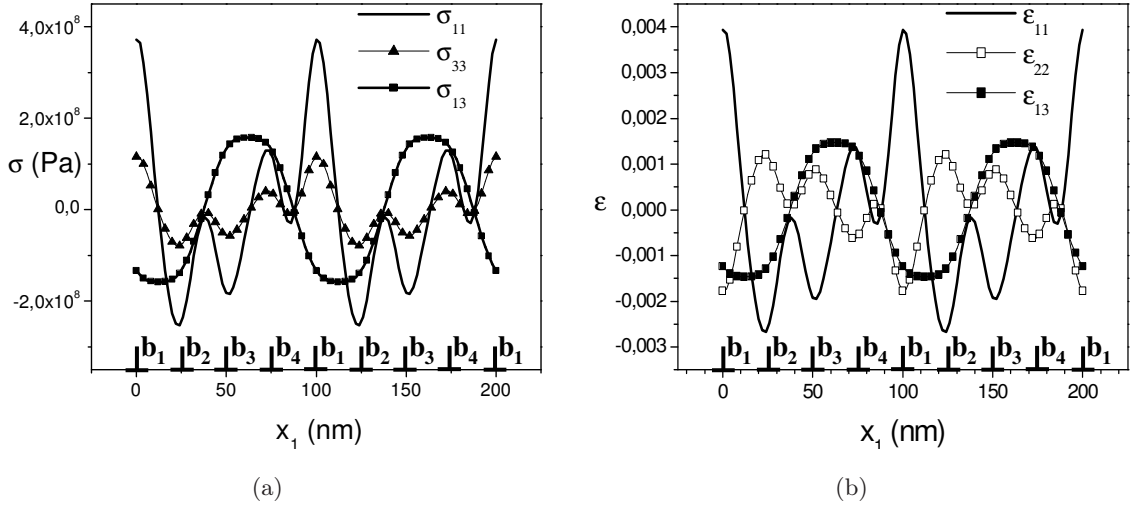 4,0x10⁸
2,0x10⁸
0,0
-2,0x10⁸
σ (Pa)
σ₁₁
σ₃₃
σ₁₃
b₁ b₂ b₃ b₄ b₁ b₂ b₃ b₄ b₁
0 50 100 150 200
x₁ (nm)
(a)
0,004
0,003
0,002
0,001
0,000
-0,001
-0,002
-0,003
ε
ε₁₁
ε₂₂
ε₁₃
b₁ b₂ b₃ b₄ b₁ b₂ b₃ b₄ b₁
0 50 100 150 200
x₁ (nm)
(b)